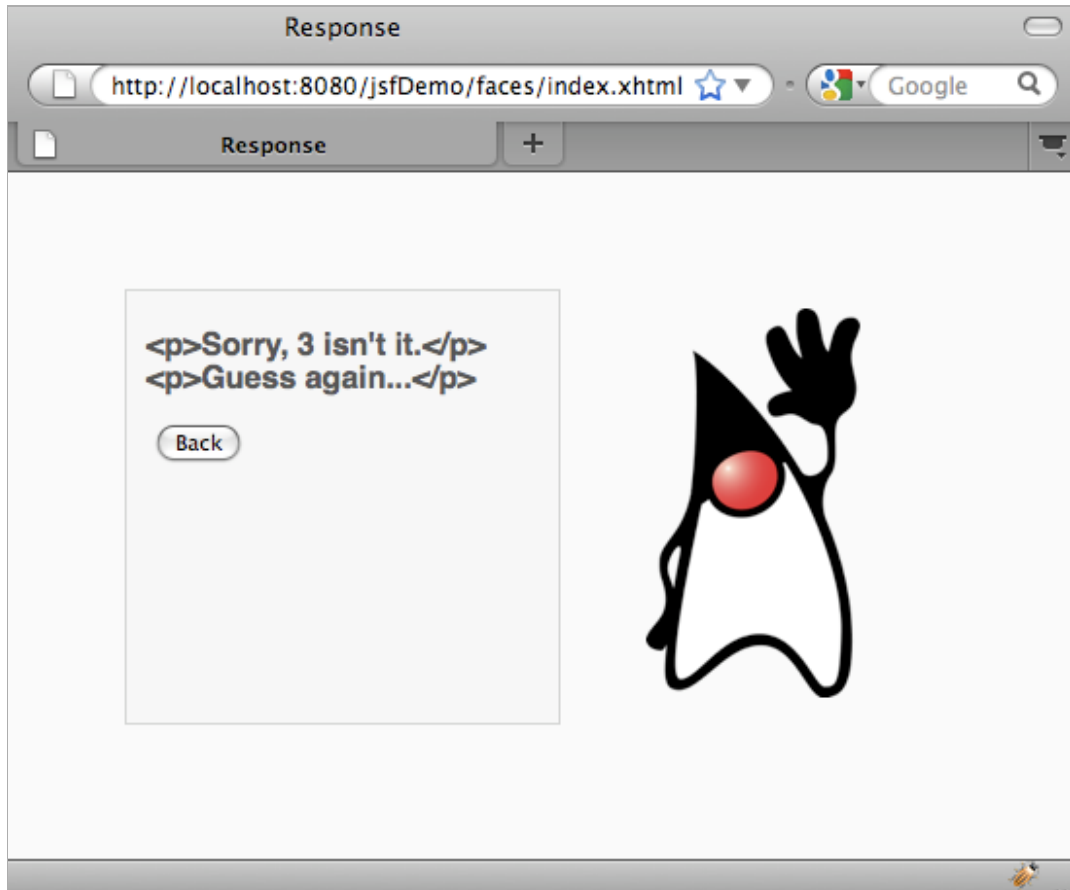 Response
http://localhost:8080/jsfDemo/faces/index.xhtml
Google
Response
+
<p>Sorry, 3 isn't it.</p>
<p>Guess again...</p>
Back